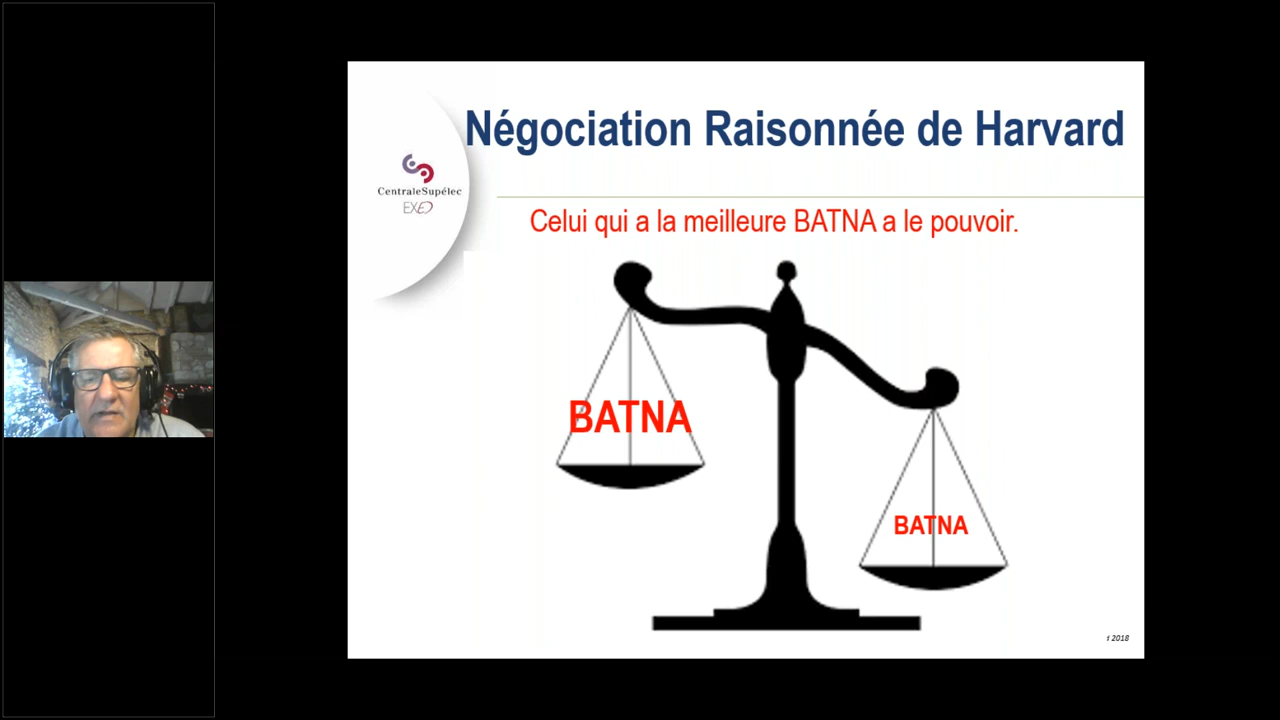 Négociation Raisonnée de Harvard
CentraleSupélec
EXED
Celui qui a la meilleure BATNA a le pouvoir.
BATNA
BATNA
t 2018